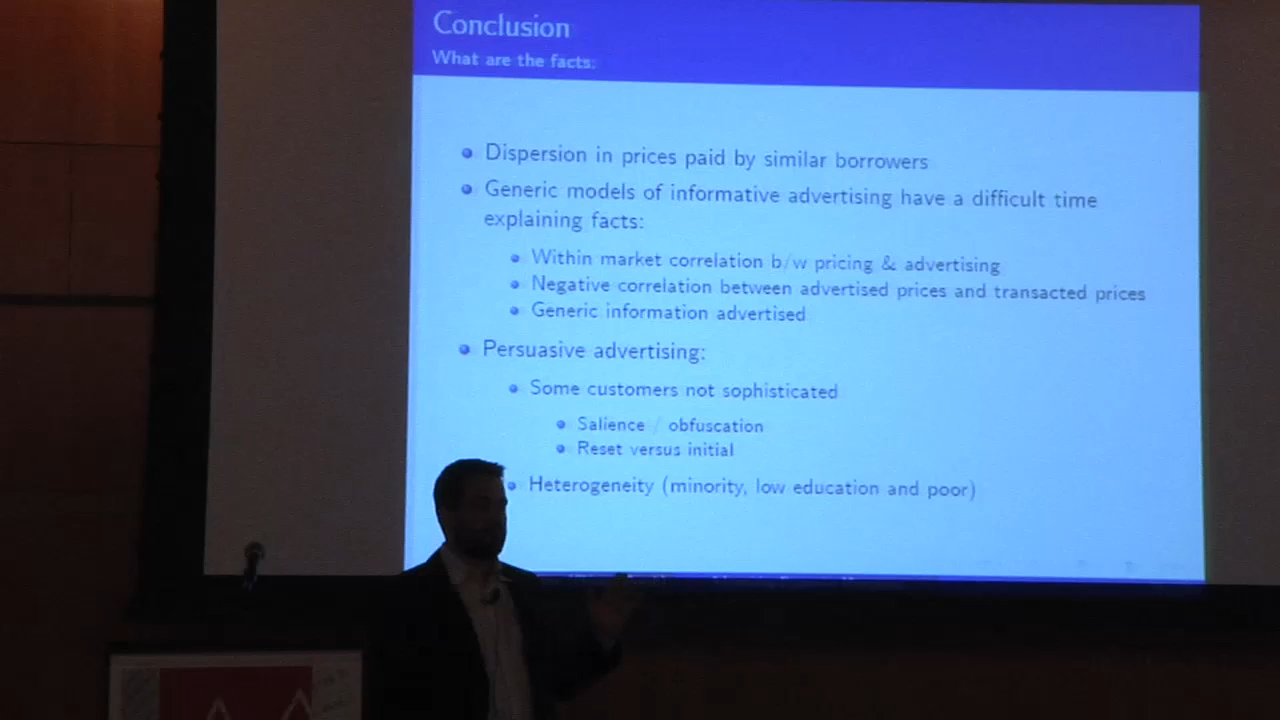 Conclusion
What are the facts:
Dispersion in prices paid by similar borrowers
Generic models of informative advertising have a difficult time
explaining facts:
Within market correlation b/w pricing & advertising
Negative correlation between advertised prices and transacted prices
Generic information advertised
Persuasive advertising:
Some customers not sophisticated
Salience / obfuscation
Reset versus initial
Heterogeneity (minority, low education and poor)